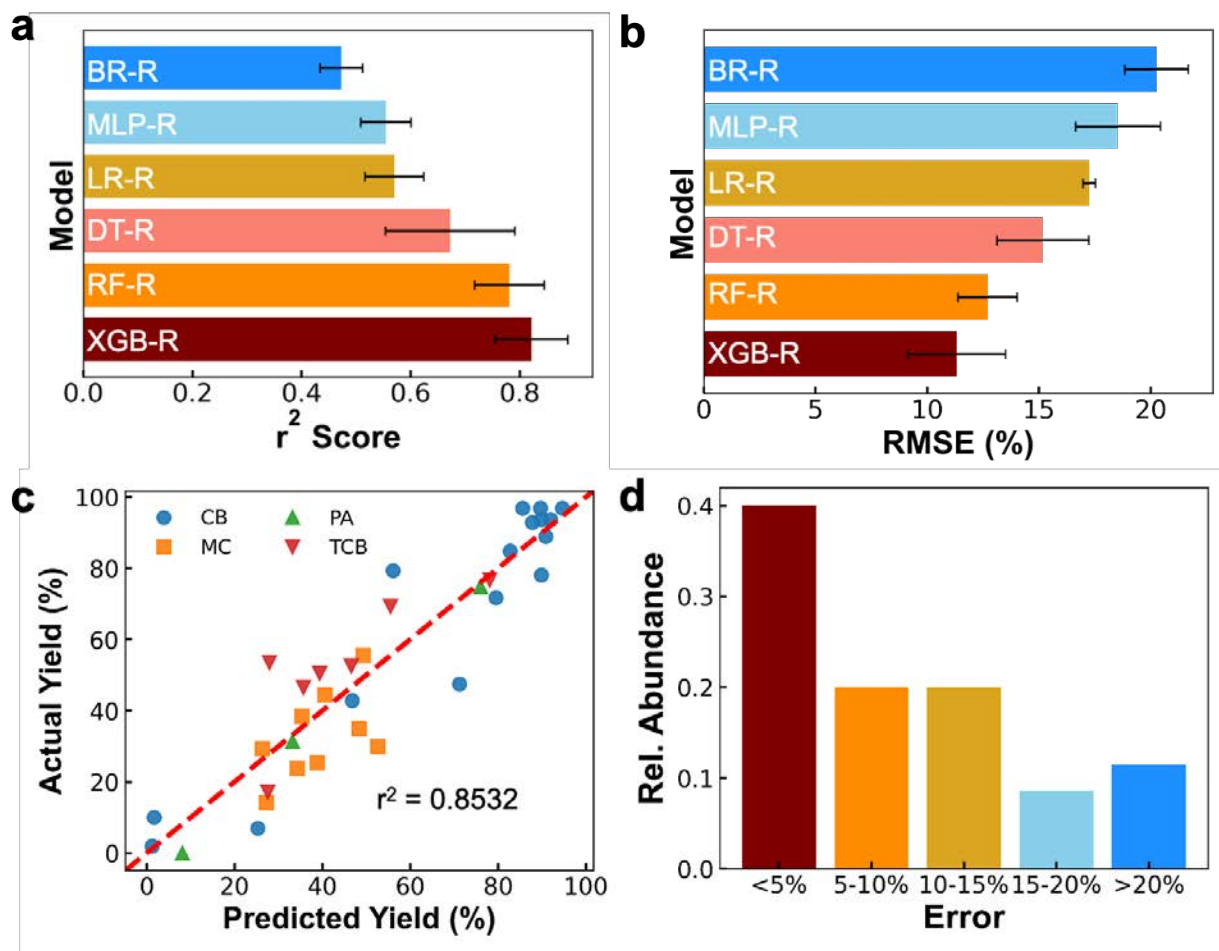 a
Model
BR-R
MLP-R
LR-R
DT-R
RF-R
XGB-R
0.0 0.2 0.4 0.6 0.8
r² Score
b
Model
BR-R
MLP-R
LR-R
DT-R
RF-R
XGB-R
0 5 10 15 20
RMSE (%)
c
Actual Yield (%)
100
80
60
40
20
0
CB PA
MC TCB
r² = 0.8532
0 20 40 60 80 100
Predicted Yield (%)
d
Rel. Abundance
0.4
0.3
0.2
0.1
0.0
<5% 5-10% 10-15% 15-20% >20%
Error